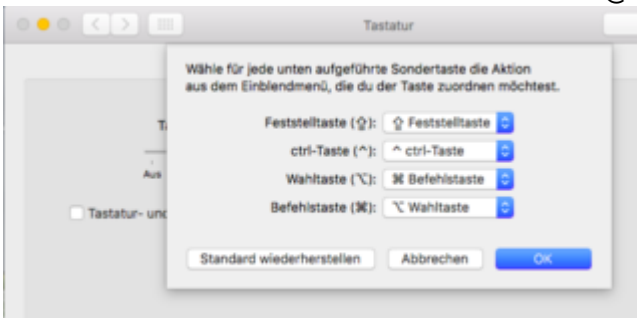 Tastatur
Wähle für jede unten aufgeführte Sondertaste die Aktion
aus dem Einblendmenü, die du der Taste zuordnen möchtest.
Feststelltaste (⇪): ⇪ Feststelltaste
ctrl-Taste (^): ^ ctrl-Taste
Wahltaste (⌥): ⌘ Befehlstaste
Aus
Befehlstaste (⌘): ⌥ Wahltaste
Tastatur- und
Standard wiederherstellen Abbrechen OK